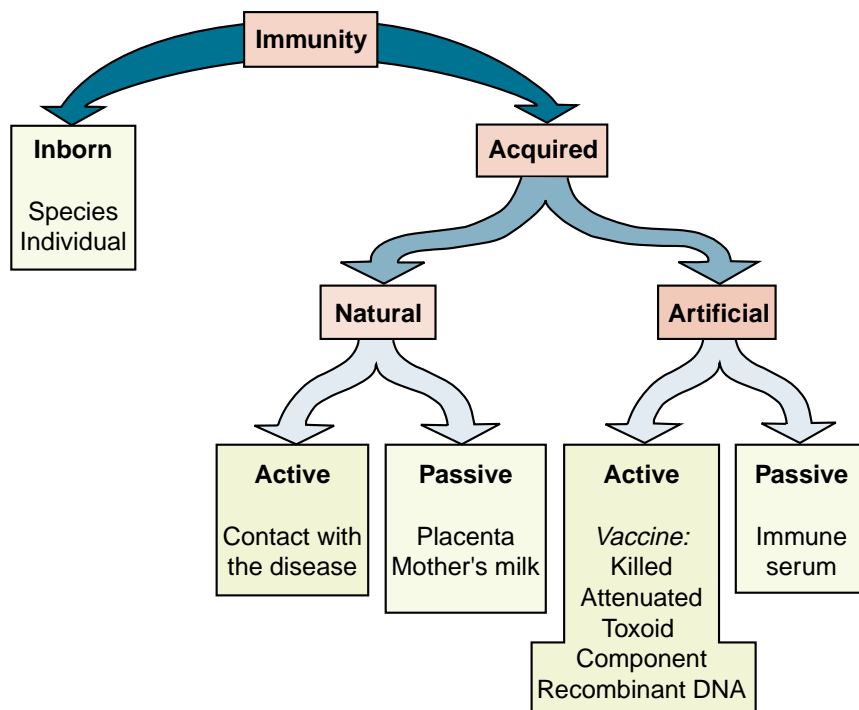 Immunity
Inborn
Species
Individual
Acquired
Natural
Artificial
Active
Contact with
the disease
Passive
Placenta
Mother's milk
Active
Vaccine:
Killed
Attenuated
Toxoid
Component
Recombinant DNA
Passive
Immune
serum